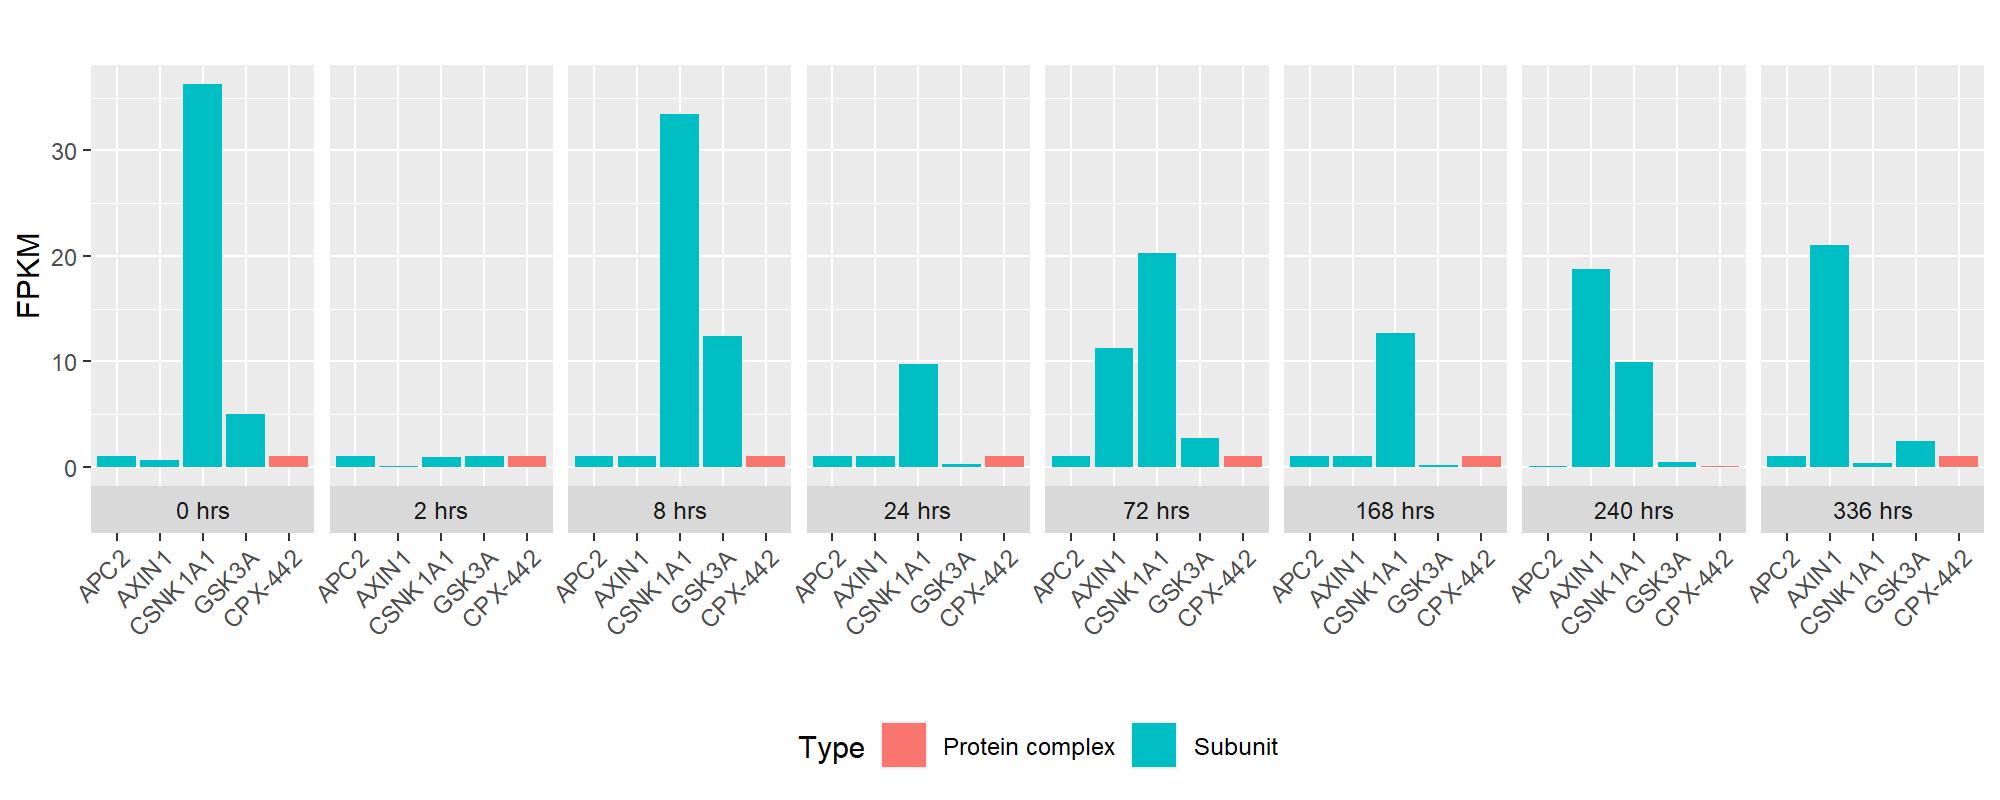 FPKM
30
20
10
0
0 hrs 2 hrs 8 hrs 24 hrs 72 hrs 168 hrs 240 hrs 336 hrs
APC2 AXIN1 CSNK1A1 GSK3A CPX-442 APC2 AXIN1 CSNK1A1 GSK3A CPX-442 APC2 AXIN1 CSNK1A1 GSK3A CPX-442 APC2 AXIN1 CSNK1A1 GSK3A CPX-442 APC2 AXIN1 CSNK1A1 GSK3A CPX-442 APC2 AXIN1 CSNK1A1 GSK3A CPX-442 APC2 AXIN1 CSNK1A1 GSK3A CPX-442 APC2 AXIN1 CSNK1A1 GSK3A CPX-442
Type Protein complex Subunit